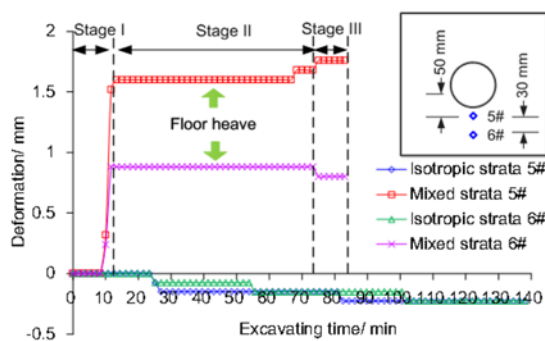 Stage I
Stage II
Stage III
2
1.5
1
0.5
0
-0.5
Deformation/ mm
Floor heave
50 mm
30 mm
5#
6#
Isotropic strata 5#
Mixed strata 5#
Isotropic strata 6#
Mixed strata 6#
0 10 20 30 40 50 60 70 80 90 100 110 120 130 140
Excavating time/ min